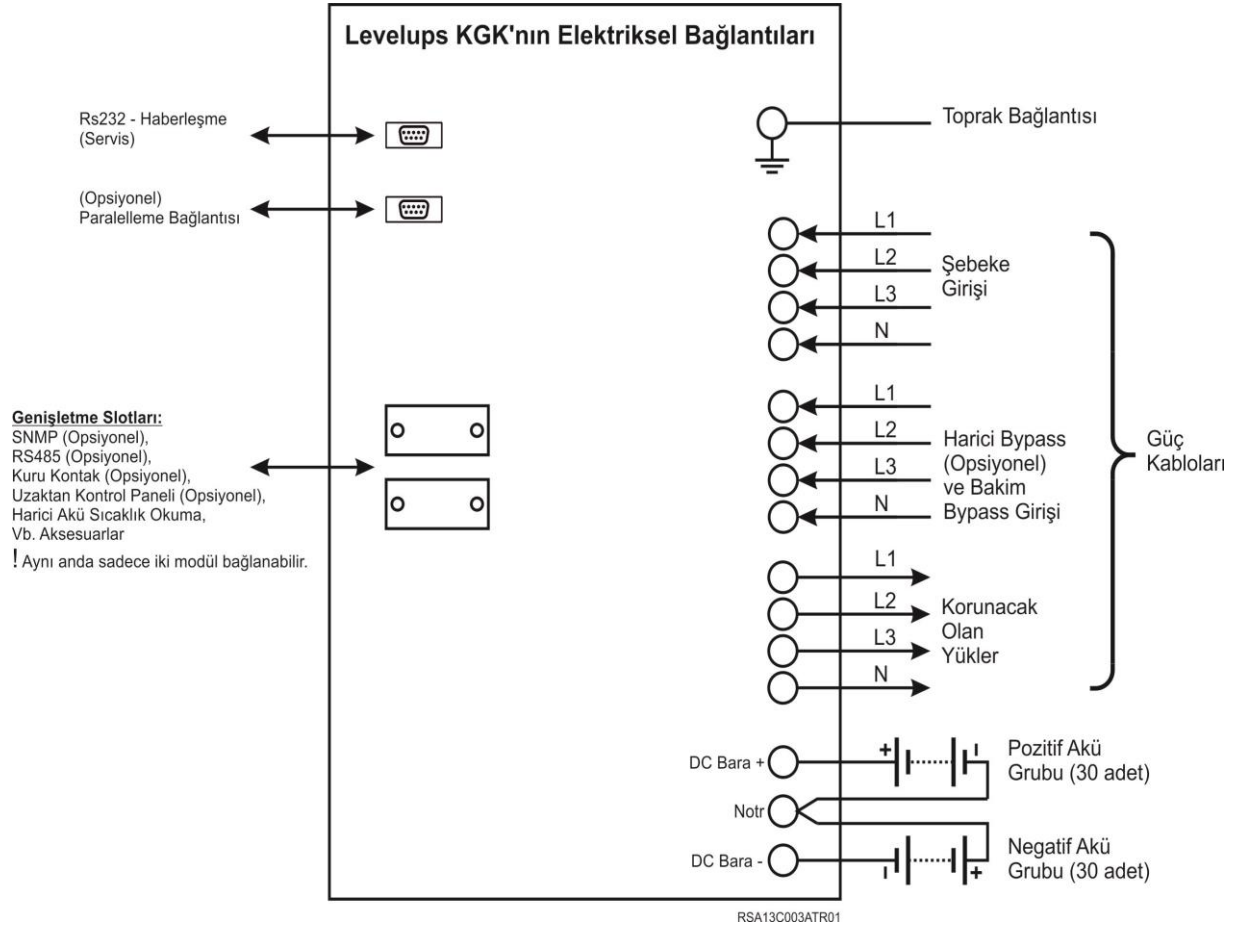 Levelups KGK'nın Elektriksel Bağlantıları
Rs232 - Haberleşme
(Servis)
(Opsiyonel)
Paralelleme Bağlantısı
Genişletme Slotları:
SNMP (Opsiyonel),
RS485 (Opsiyonel),
Kuru Kontak (Opsiyonel),
Uzaktan Kontrol Paneli (Opsiyonel),
Harici Akü Sıcaklık Okuma,
Vb. Aksesuarlar
! Aynı anda sadece iki modül bağlanabilir.
Toprak Bağlantısı
L1
L2
L3
N
Şebeke
Girişi
L1
L2
L3
N
Harici Bypass
(Opsiyonel)
ve Bakim
Bypass Girişi
L1
L2
L3
N
Korunacak
Olan
Yükler
Güç
Kabloları
DC Bara +
+
-
Pozitif Akü
Grubu (30 adet)
Notr
DC Bara -
-
+
Negatif Akü
Grubu (30 adet)
RSA13C003ATR01